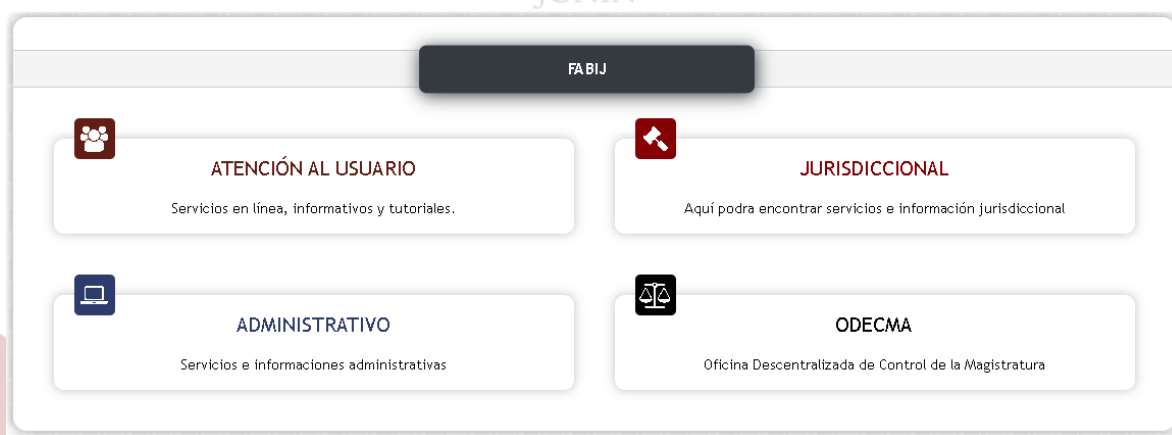 JUNÍN
FABIJ
ATENCIÓN AL USUARIO
Servicios en línea, informativos y tutoriales.
JURISDICCIONAL
Aquí podra encontrar servicios e información jurisdiccional
ADMINISTRATIVO
Servicios e informaciones administrativas
ODECMA
Oficina Descentralizada de Control de la Magistratura